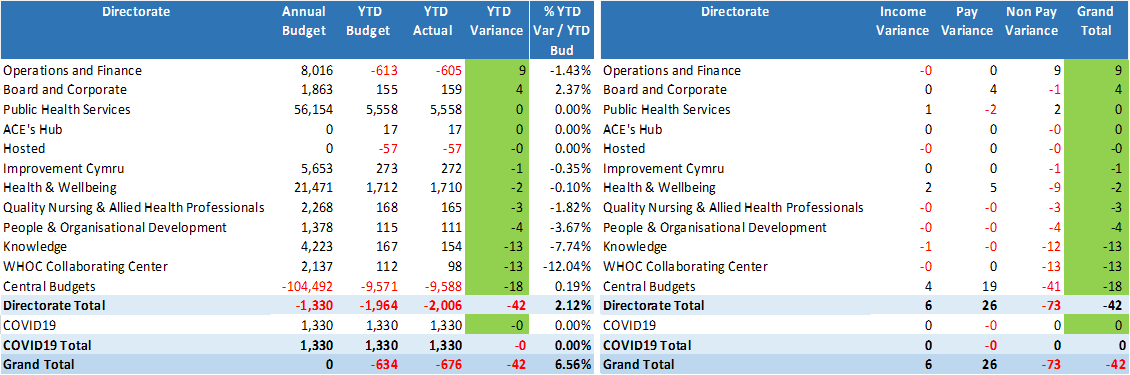 Directorate Annual Budget YTD Budget YTD Actual YTD Variance % YTD Var / YTD Bud
Operations and Finance 8,016 -613 -605 9 -1.43%
Board and Corporate 1,863 155 159 4 2.37%
Public Health Services 56,154 5,558 5,558 0 0.00%
ACE's Hub 0 17 17 0 0.00%
Hosted 0 -57 -57 -0 0.00%
Improvement Cymru 5,653 273 272 -1 -0.35%
Health & Wellbeing 21,471 1,712 1,710 -2 -0.10%
Quality Nursing & Allied Health Professionals 2,268 168 165 -3 -1.82%
People & Organisational Development 1,378 115 111 -4 -3.67%
Knowledge 4,223 167 154 -13 -7.74%
WHOC Collaborating Center 2,137 112 98 -13 -12.04%
Central Budgets -104,492 -9,571 -9,588 -18 0.19%
Directorate Total -1,330 -1,964 -2,006 -42 2.12%
COVID19 1,330 1,330 1,330 -0 0.00%
COVID19 Total 1,330 1,330 1,330 -0 0.00%
Grand Total 0 -634 -676 -42 6.56%
Directorate Income Variance Pay Variance Non Pay Variance Grand Total
Operations and Finance -0 0 9 9
Board and Corporate 0 4 -1 4
Public Health Services 1 -2 2 0
ACE's Hub 0 0 -0 0
Hosted -0 0 -0 -0
Improvement Cymru 0 0 -1 -1
Health & Wellbeing 2 5 -9 -2
Quality Nursing & Allied Health Professionals -0 -0 -3 -3
People & Organisational Development -0 -0 -4 -4
Knowledge -1 -0 -12 -13
WHOC Collaborating Center -0 0 -13 -13
Central Budgets 4 19 -41 -18
Directorate Total 6 26 -73 -42
COVID19 0 -0 0 0
COVID19 Total 0 -0 0 0
Grand Total 6 26 -73 -42